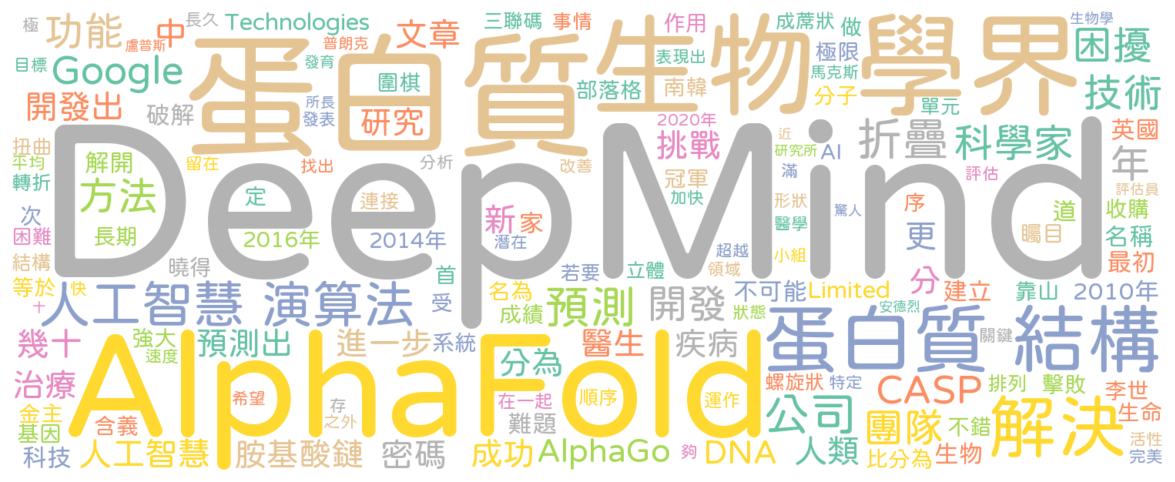 極
功能
長久
Technologies
三聯碼
事情
作用
成蓆狀
做
生物學
盧普斯
中
普朗克
文章
蛋白質
生物
學界
表現出
極限
困擾
目標
Google
發育
圍棋
部落格
南韓
馬克斯
分子
單元
技術
開發出
破解
所長
發表
研究
2020年
挑戰
近
研究所
AI
折疊
科學家
英國
年
扭曲
平均
轉折
解開
留在
找出
分析
改善
冠軍
加快
滿
評估
評估員
DeepMind
方法
定
連接
新
家
形狀
醫學
驚人
序
道
收購
次
困難
長期
2016年
2014年
潛在
小組
超越
更
矚目
名稱
結構
曉得
首
若要
立體
領域
最初
等於
十
快
人工智慧
演算法
受
名為
成績
預測
開發
不可能
狀態
Limited
分
建立
安德烈
靠山
2010年
幾十
強大
速度
預測出
進一步
系統
分為
醫生
疾病
蛋白質
關鍵
結構
治療
AlphaFold
希望
存
之外
在一起
順序
運作
螺旋狀
特定
CASP
排列
擊敗
李世
生命
金主
基因
含義
難題
公司
團隊
不錯
解決
科技
人工智慧
胺基酸鏈
密碼
成功
AlphaGo
夠
DNA
人類
比分為
生物
活性
完美